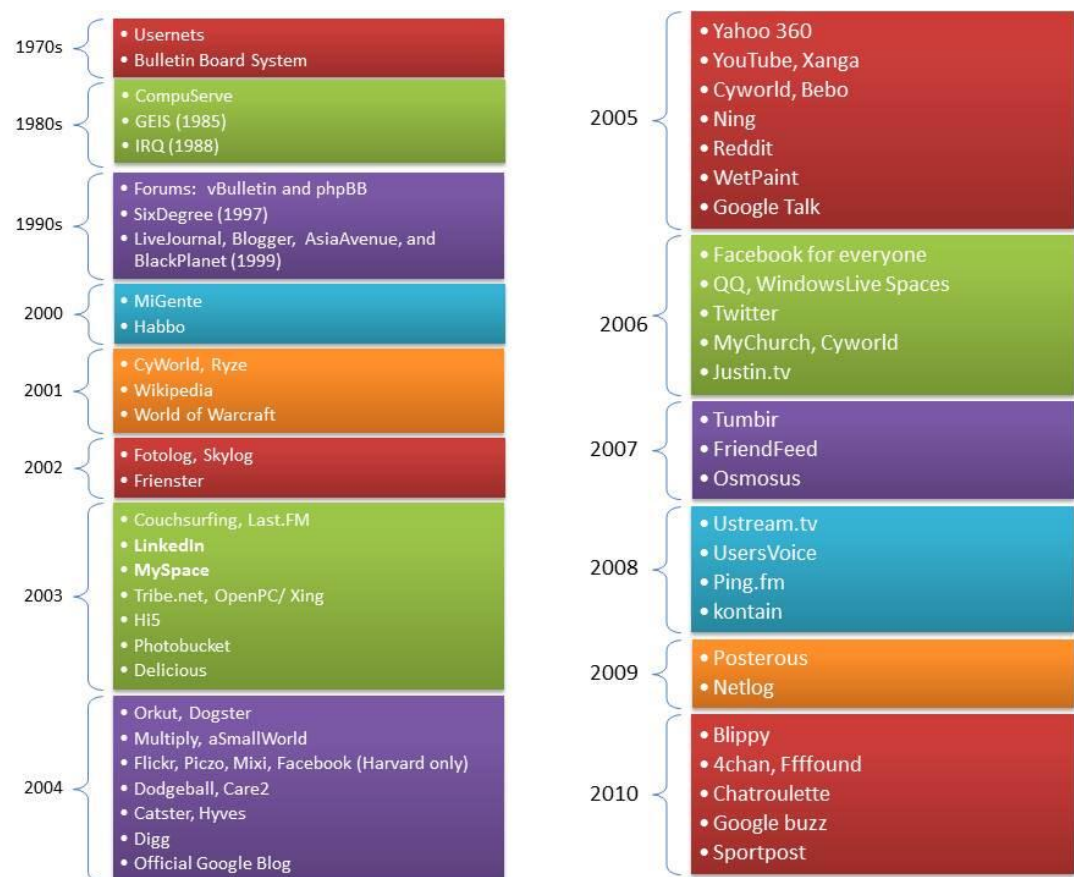 1970s
• Usernets
• Bulletin Board System
1980s
• CompuServe
• GEIS (1985)
• IRQ (1988)
1990s
• Forums: vBulletin and phpBB
• SixDegree (1997)
• LiveJournal, Blogger, AsiaAvenue, and
BlackPlanet (1999)
2000
• MiGente
• Habbo
2001
• CyWorld, Ryze
• Wikipedia
• World of Warcraft
2002
• Fotolog, Skylog
• Frienster
2003
• Couchsurfing, Last.FM
• LinkedIn
• MySpace
• Tribe.net, OpenPC/ Xing
• Hi5
• Photobucket
• Delicious
2004
• Orkut, Dogster
• Multiply, aSmallWorld
• Flickr, Piczo, Mixi, Facebook (Harvard only)
• Dodgeball, Care2
• Catster, Hyves
• Digg
• Official Google Blog
2005
• Yahoo 360
• YouTube, Xanga
• Cyworld, Bebo
• Ning
• Reddit
• WetPaint
• Google Talk
2006
• Facebook for everyone
• QQ, WindowsLive Spaces
• Twitter
• MyChurch, Cyworld
• Justin.tv
2007
• Tumbir
• FriendFeed
• Osmosus
2008
• Ustream.tv
• UsersVoice
• Ping.fm
• kontain
2009
• Posterous
• Netlog
2010
• Blippy
• 4chan, Ffffound
• Chatroulette
• Google buzz
• Sportpost